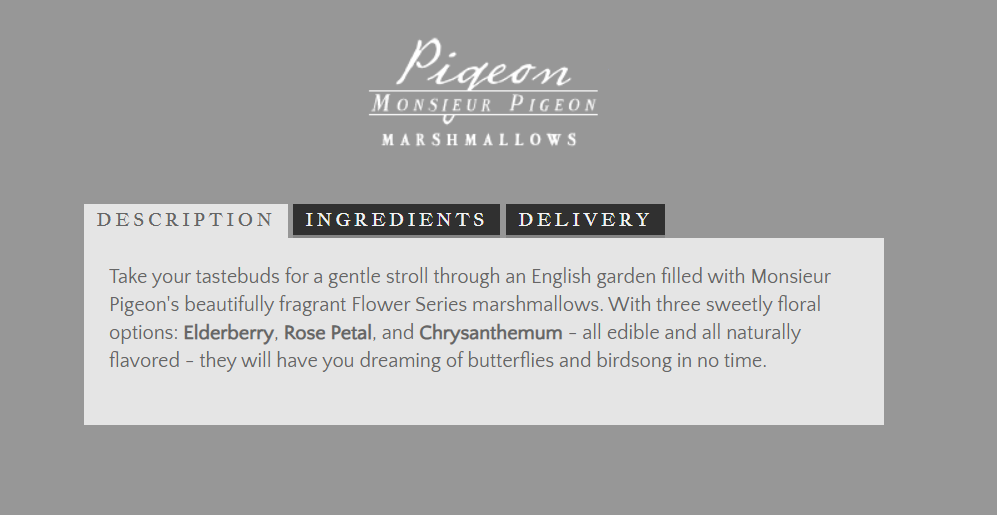 Pigeon
MONSIEUR PIGEON
MARSHMALLOWS
DESCRIPTION INGREDIENTS DELIVERY
Take your tastebuds for a gentle stroll through an English garden filled with Monsieur
Pigeon's beautifully fragrant Flower Series marshmallows. With three sweetly floral
options: Elderberry, Rose Petal, and Chrysanthemum - all edible and all naturally
flavored - they will have you dreaming of butterflies and birdsong in no time.